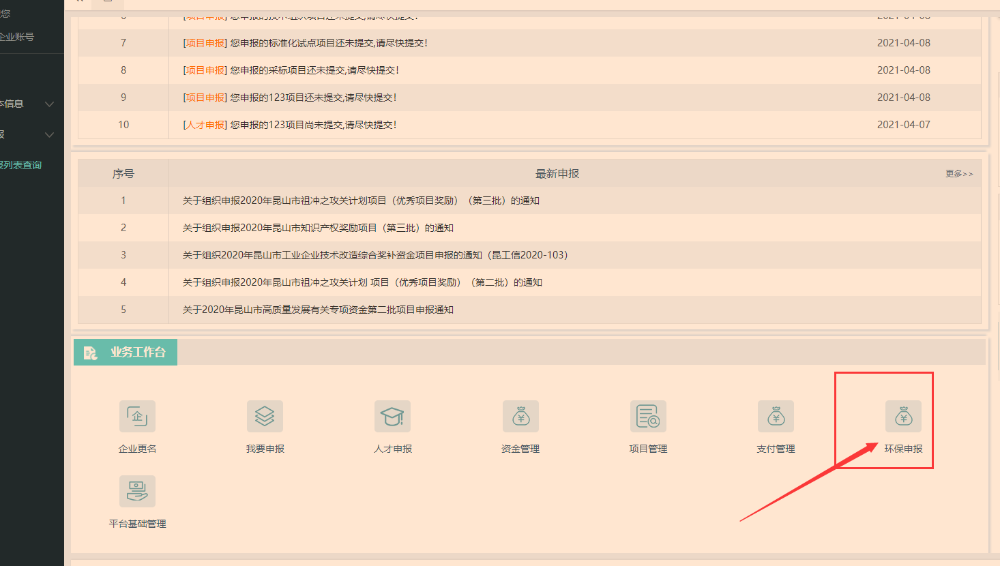 您
企业账号
本信息
报
报列表查询
7 [项目申报] 您申报的标准化试点项目还未提交,请尽快提交! 2021-04-08
8 [项目申报] 您申报的采标项目还未提交,请尽快提交! 2021-04-08
9 [项目申报] 您申报的123项目还未提交,请尽快提交! 2021-04-08
10 [人才申报] 您申报的123项目尚未提交,请尽快提交! 2021-04-07
序号 最新申报 更多>>
1 关于组织申报2020年昆山市祖冲之攻关计划项目（优秀项目奖励）（第三批）的通知
2 关于组织申报2020年昆山市知识产权奖励项目（第三批）的通知
3 关于组织2020年昆山市工业企业技术改造综合奖补资金项目申报的通知（昆工信2020-103）
4 关于组织申报2020年昆山市祖冲之攻关计划 项目（优秀项目奖励）（第二批）的通知
5 关于2020年昆山市高质量发展有关专项资金第二批项目申报通知
业务工作台
企业更名 我要申报 人才申报 资金管理 项目管理 支付管理 环保申报
平台基础管理